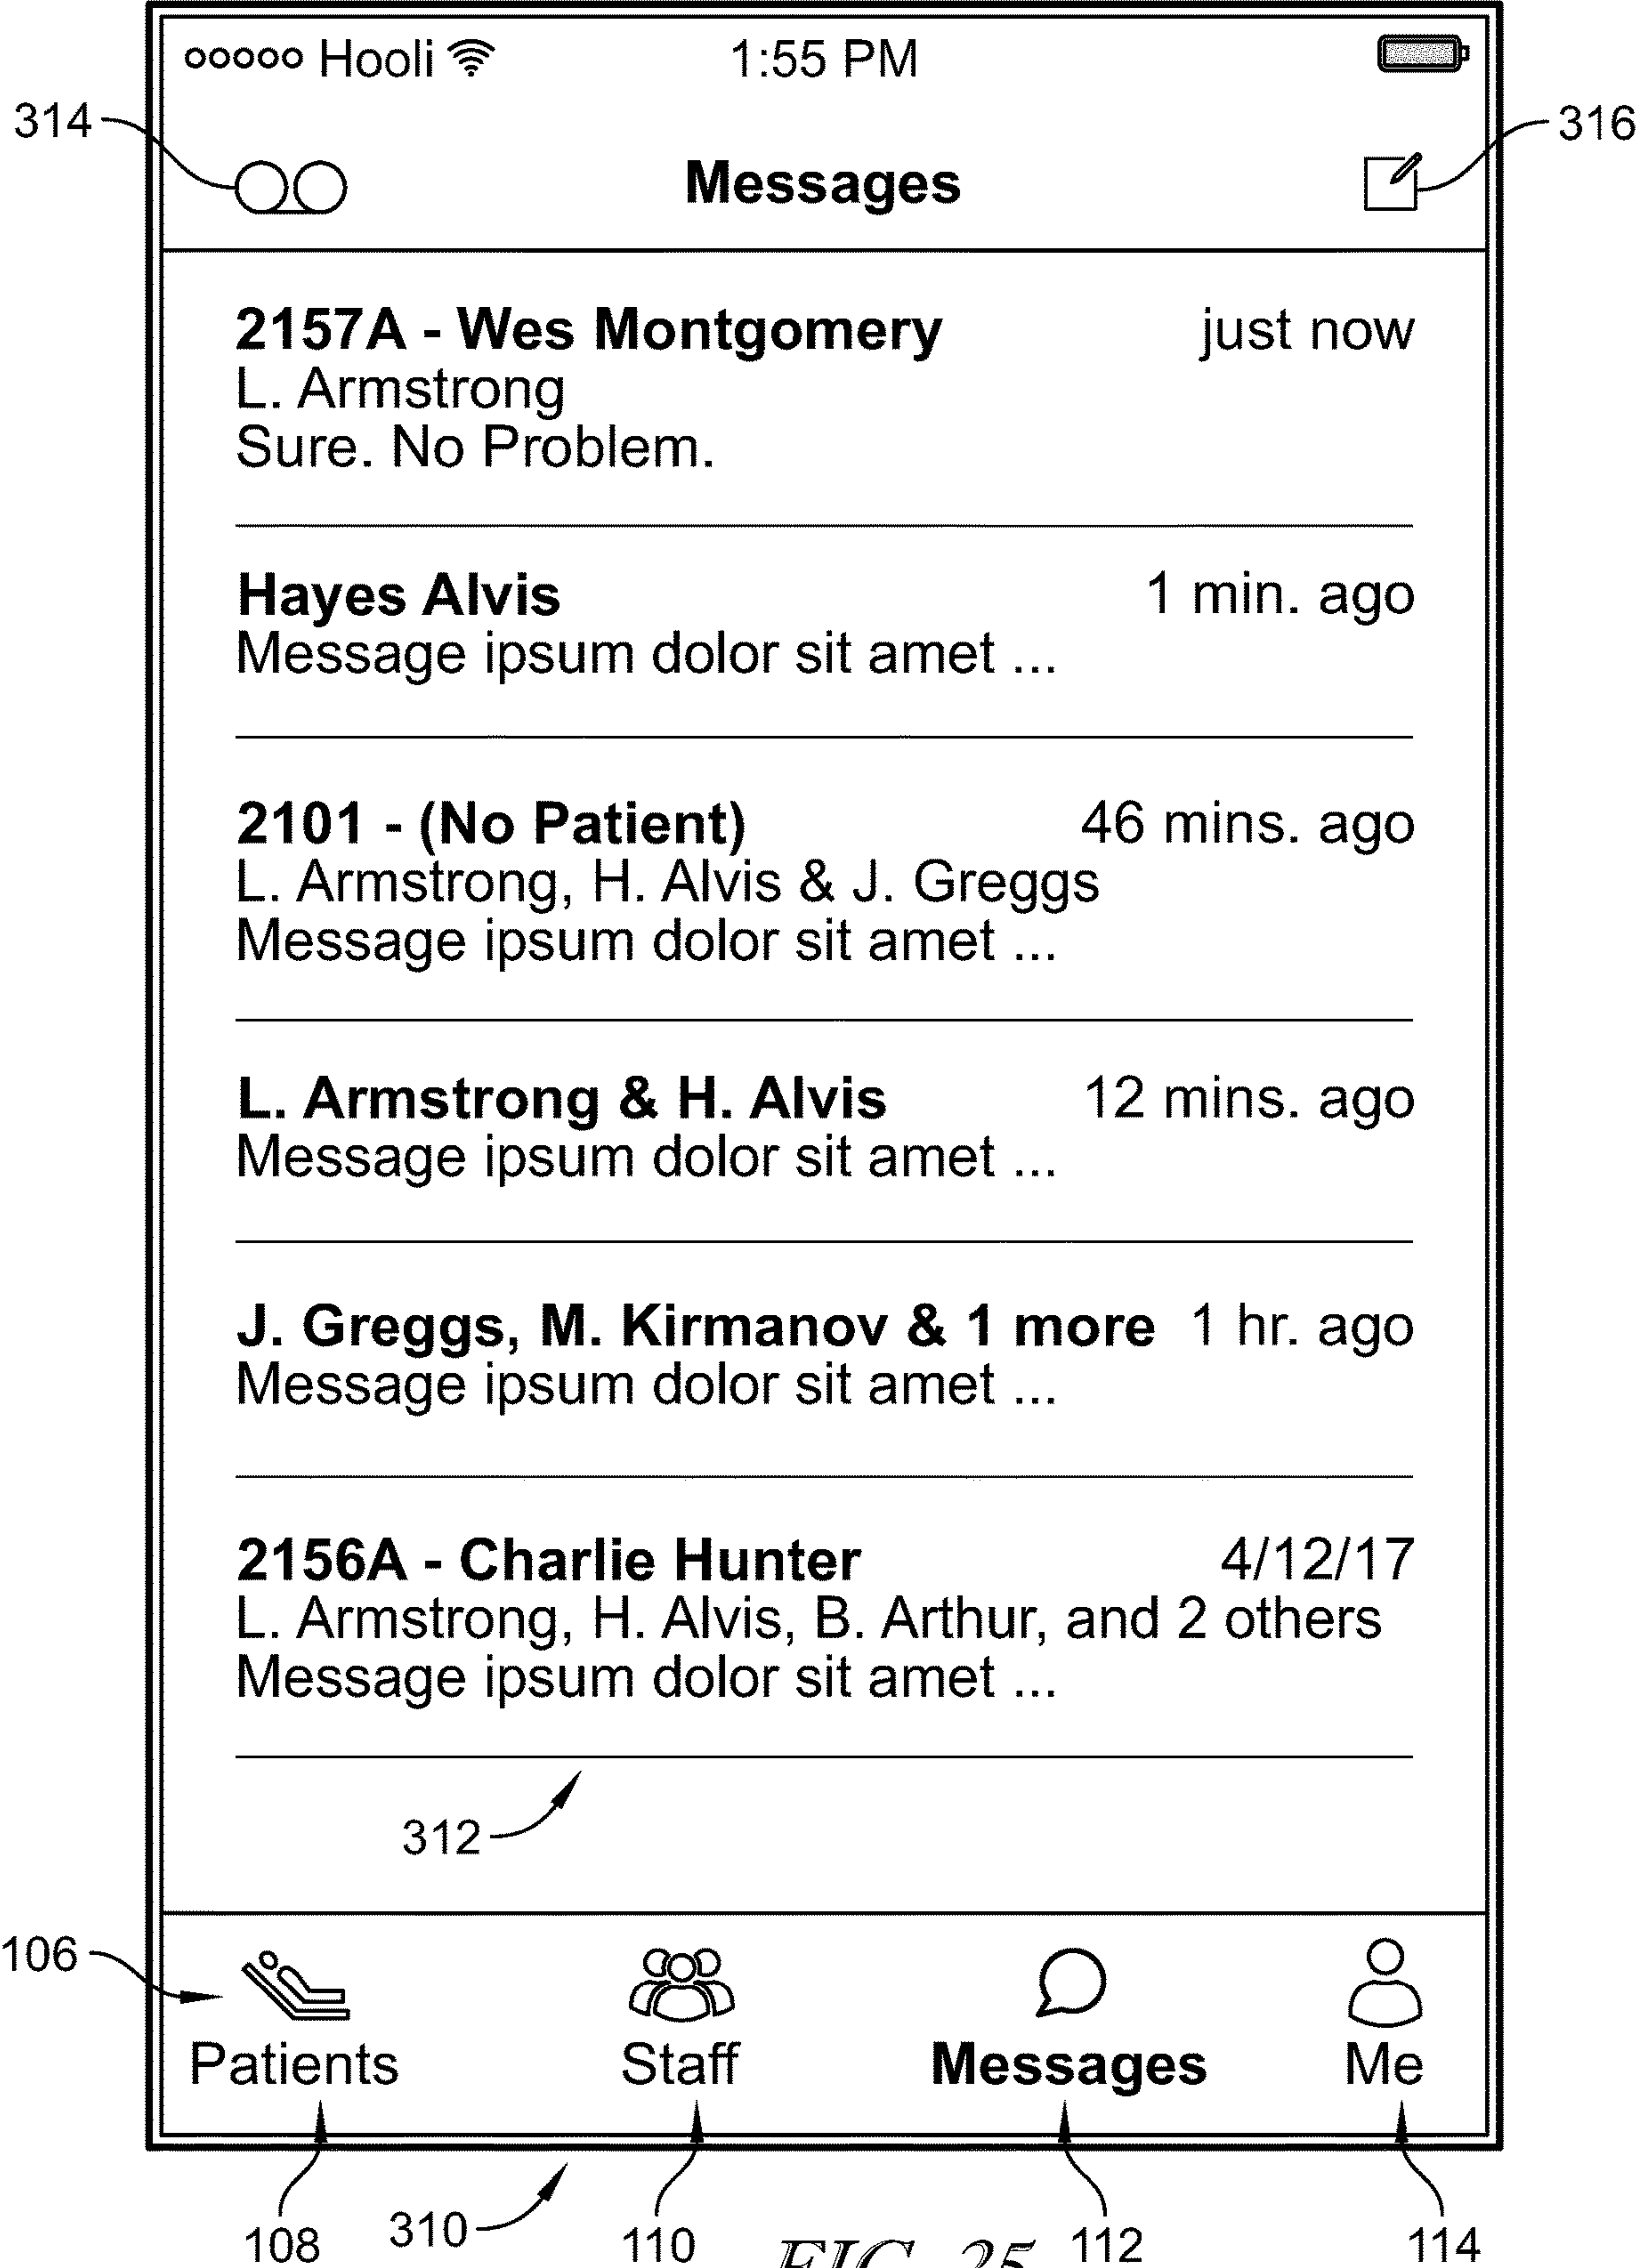 ooooo Hooli 1:55 PM
314
316
Messages
2157A - Wes Montgomery just now
L. Armstrong
Sure. No Problem.
Hayes Alvis 1 min. ago
Message ipsum dolor sit amet ...
2101 - (No Patient) 46 mins. ago
L. Armstrong, H. Alvis & J. Greggs
Message ipsum dolor sit amet ...
L. Armstrong & H. Alvis 12 mins. ago
Message ipsum dolor sit amet ...
J. Greggs, M. Kirmanov & 1 more 1 hr. ago
Message ipsum dolor sit amet ...
2156A - Charlie Hunter 4/12/17
L. Armstrong, H. Alvis, B. Arthur, and 2 others
Message ipsum dolor sit amet ...
312
106
Patients Staff Messages Me
108 310 110 112 114
FIG. 25